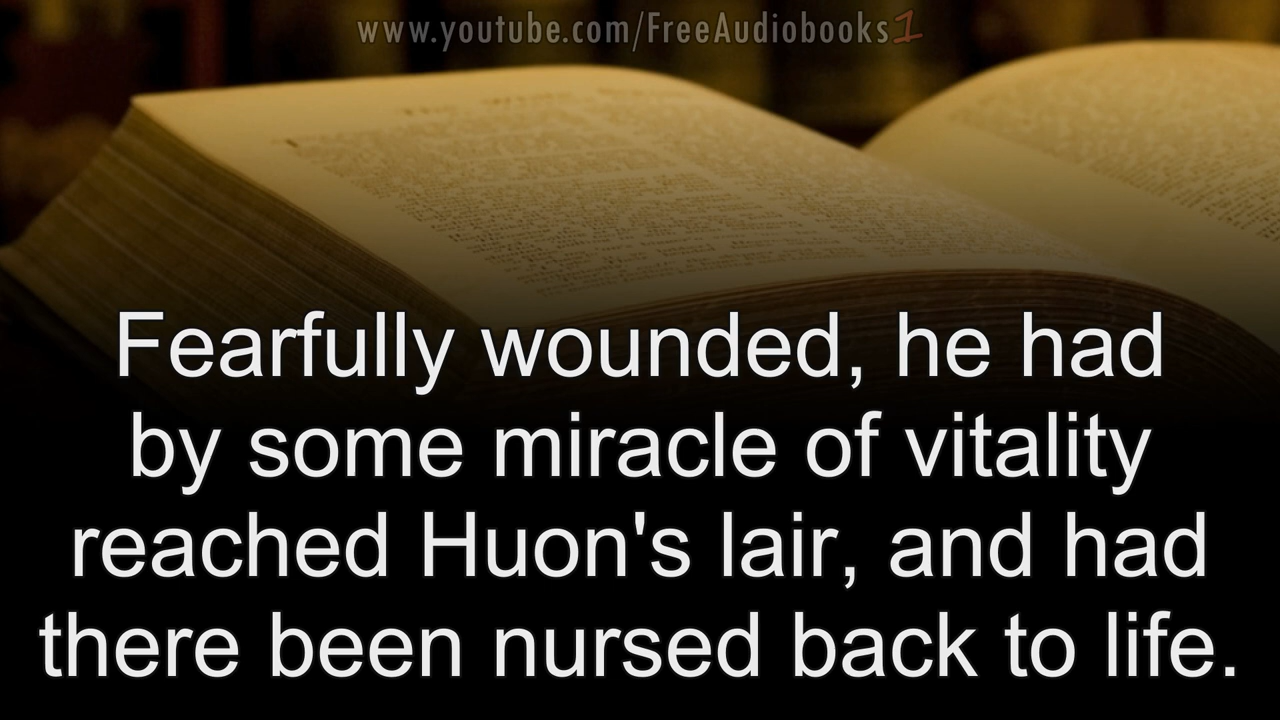 www.youtube.com/FreeAudiobooks1
Fearfully wounded, he had
by some miracle of vitality
reached Huon's lair, and had
there been nursed back to life.